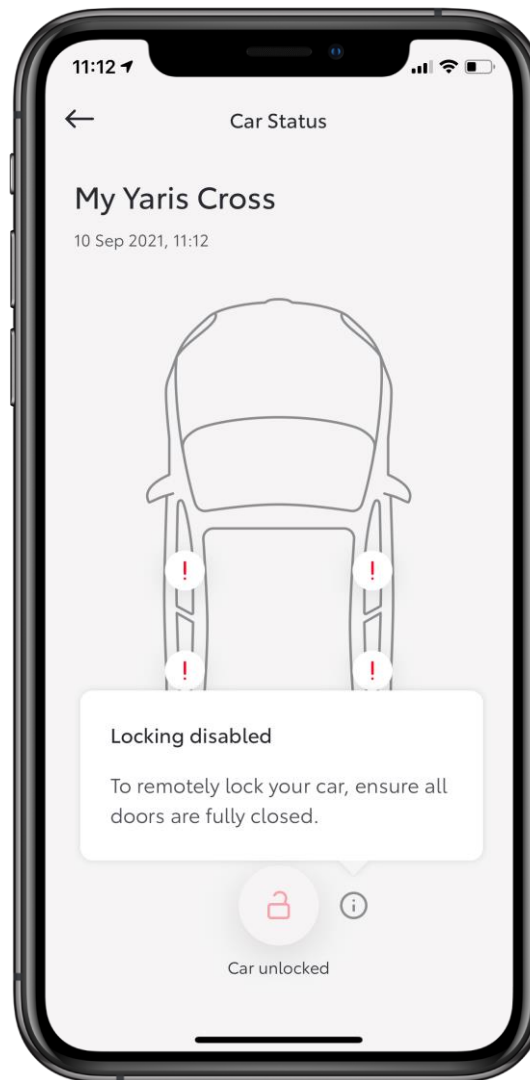 11:12
Car Status
My Yaris Cross
10 Sep 2021, 11:12
!
!
!
!
Locking disabled
To remotely lock your car, ensure all
doors are fully closed.
i
Car unlocked